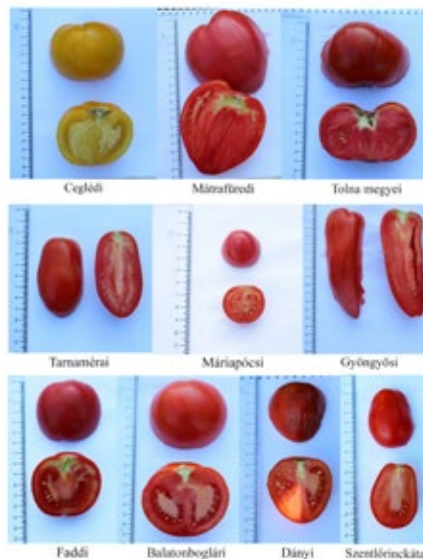 Ceglédi Mátrafüredi Tolna megyei
Tarnamérai Máriapócsi Gyöngyösi
Faddi Balatonboglári Dányi Szentlőrinckáta